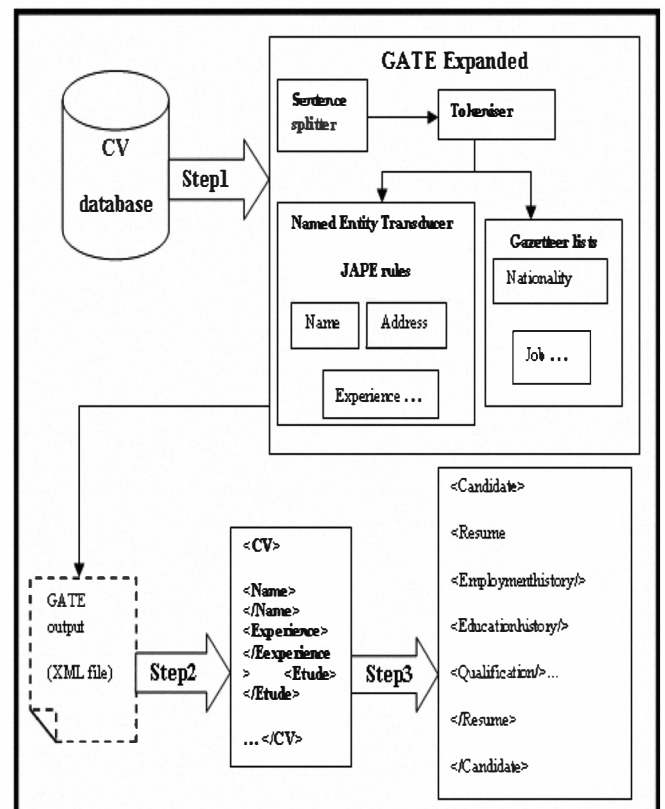 GATE Expanded
Sentence
splitter
Tokeniser
CV
database
Step1
Named Entity Transducer
JAPE rules
Name
Address
Experience ...
Gazetteer lists
Nationality
Job ...
GATE
output
(XML file)
Step2
<CV>
<Name>
</Name>
<Experience>
</Eexperience
> <Etude>
</Etude>
... </CV>
Step3
<Candidate>
<Resume
<Employmenthistory/>
<Educationhistory/>
<Qualification/>...
</Resume>
</Candidate>